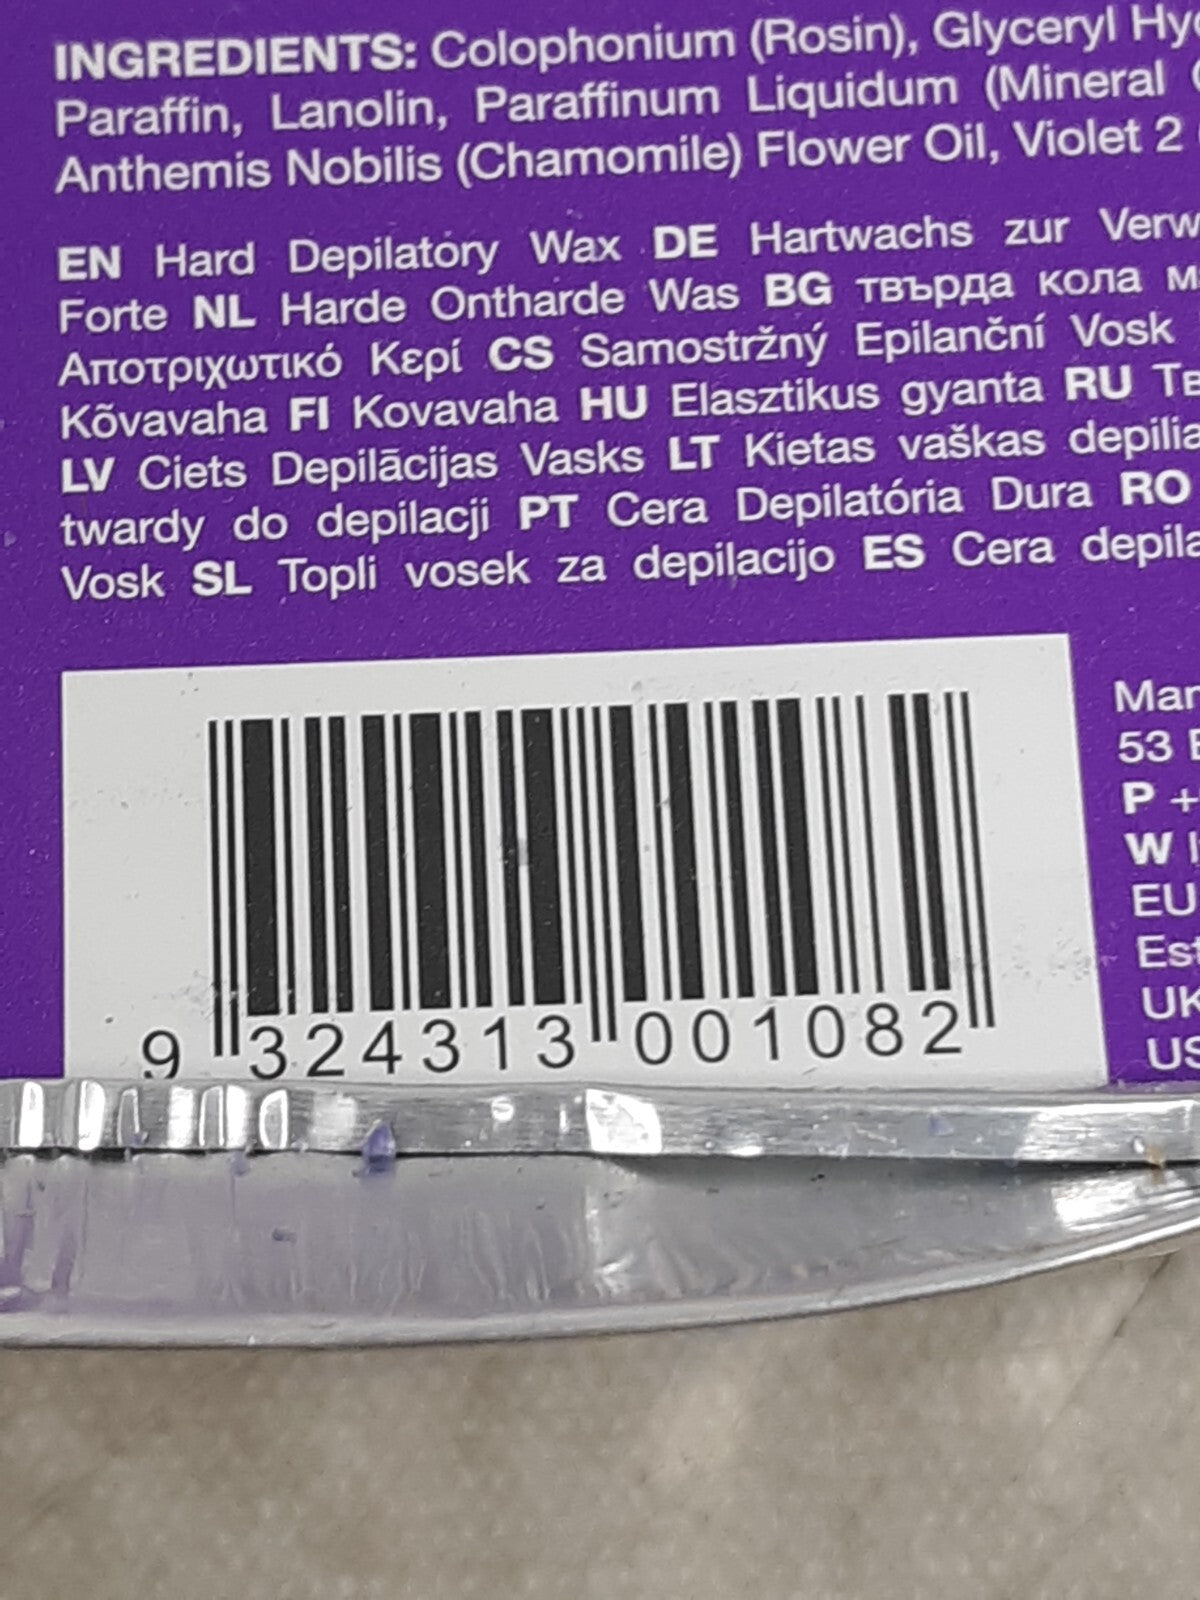 INGREDIENTS: Colophonium (Rosin), Glyceryl
Paraffin, Lanolin, Paraffinum Liquidum (Mineral
Anthemis Nobilis (Chamomile) Flower Oil, Violet 2
EN Hard Depilatory Wax DE Hartwachs zur
Forte NL Harde Ontharde Was BG твърда кола
Αποτριχωτικό Κερί CS Samostržný Epilanční Vosk
Kõvavaha FI Kovavaha HU Elasztikus gyanta RU
LV Ciets Depilācijas Vasks LT Kietas vaškas
twardy do depilacji PT Cera Depilatória Dura RO
Vosk SL Topli vosek za depilacijo ES Cera
53
P +
W
EU
UK
9 324313 001082